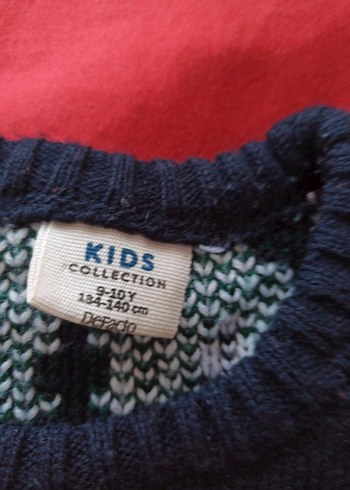 KIDS
COLLECTION
9-10 Y
134-140 cm
DeFacto